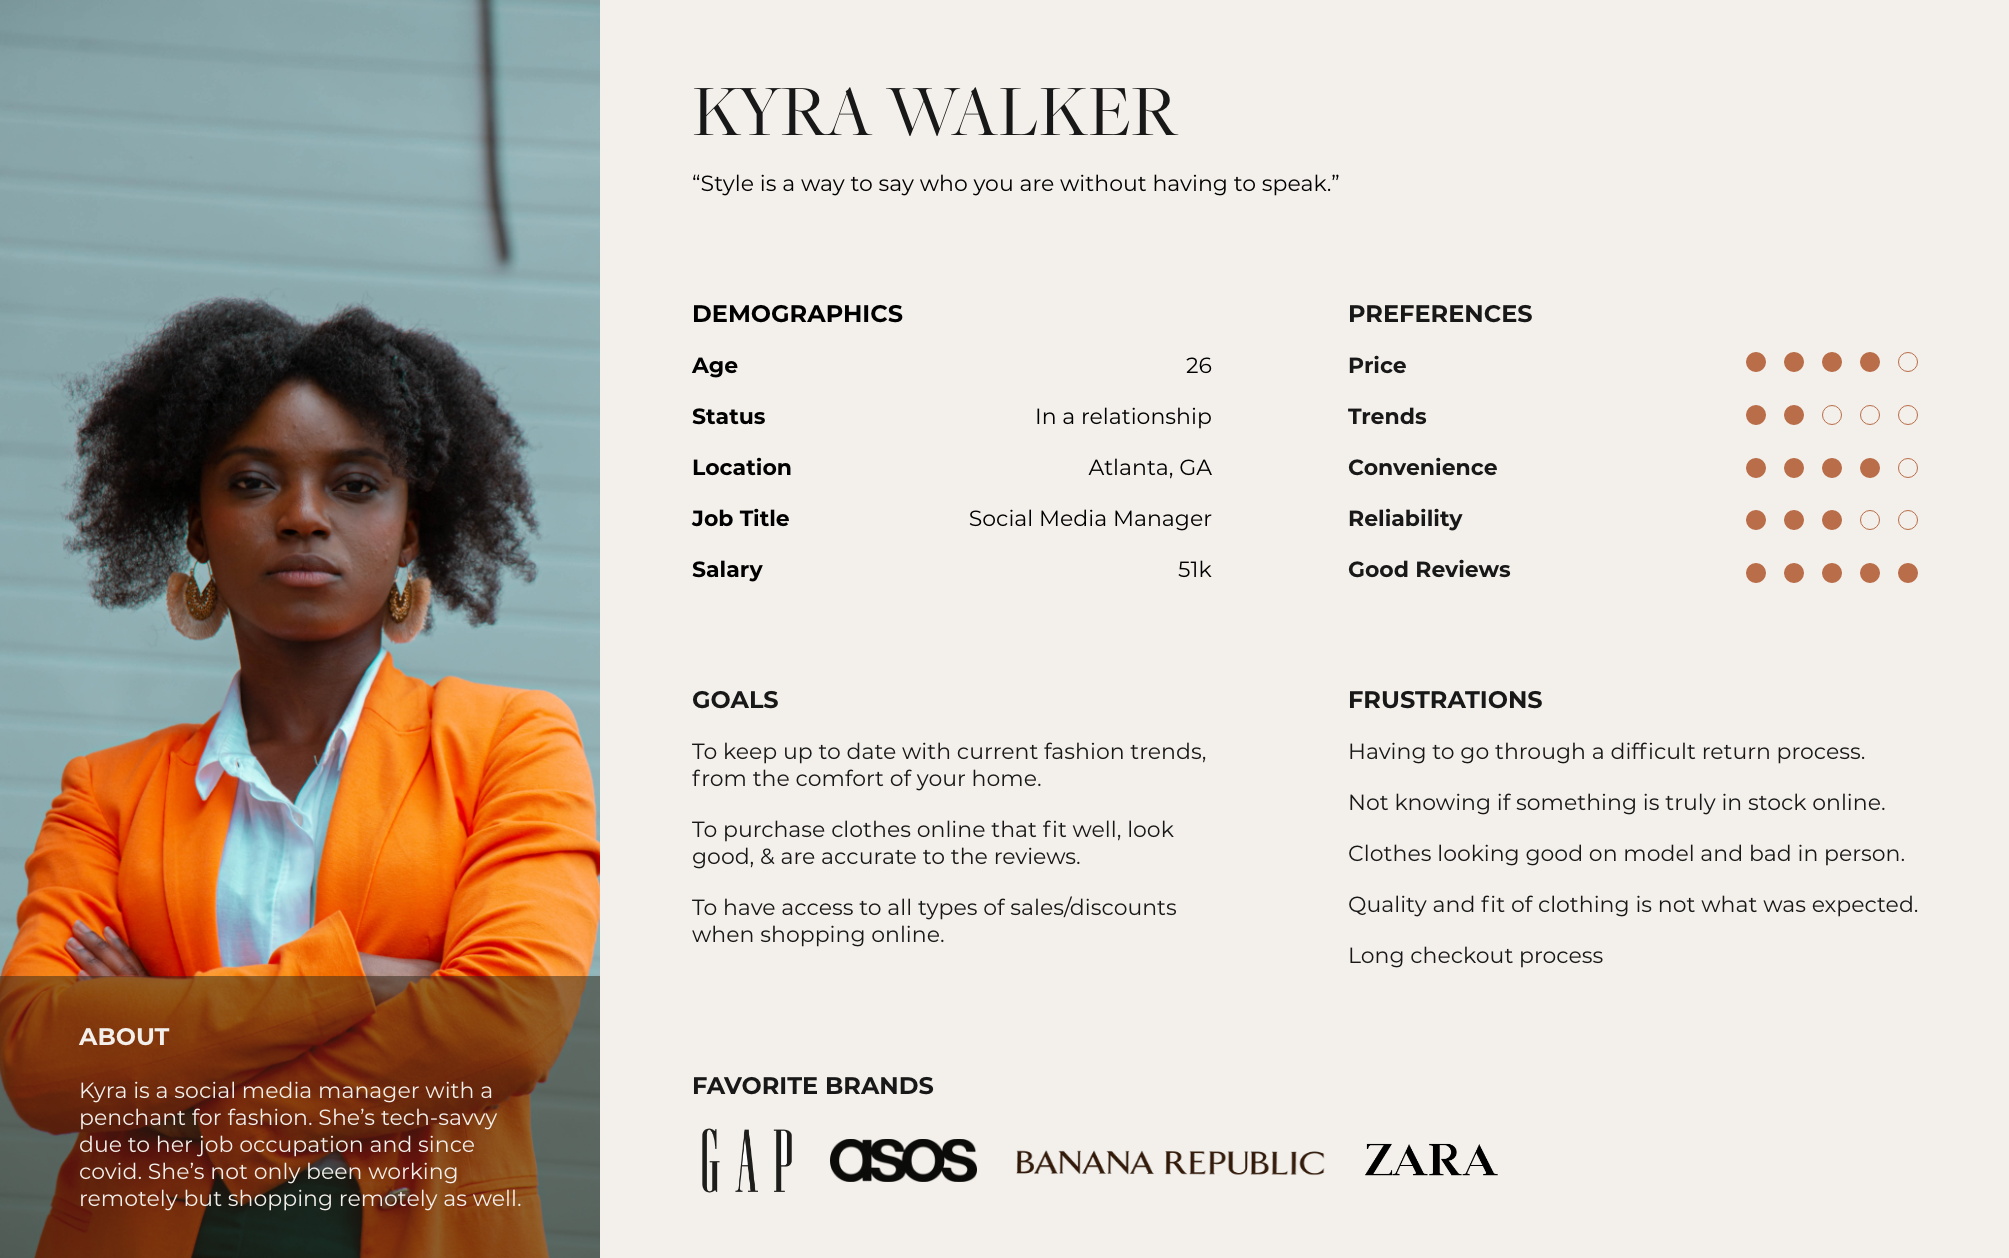 KYRA WALKER
“Style is a way to say who you are without having to speak.”
DEMOGRAPHICS
Age 26
Status In a relationship
Location Atlanta, GA
Job Title Social Media Manager
Salary 51k
PREFERENCES
Price
Trends
Convenience
Reliability
Good Reviews
GOALS
To keep up to date with current fashion trends,
from the comfort of your home.
To purchase clothes online that fit well, look
good, & are accurate to the reviews.
To have access to all types of sales/discounts
when shopping online.
FRUSTRATIONS
Having to go through a difficult return process.
Not knowing if something is truly in stock online.
Clothes looking good on model and bad in person.
Quality and fit of clothing is not what was expected.
Long checkout process
ABOUT
Kyra is a social media manager with a
penchant for fashion. She’s tech-savvy
due to her job occupation and since
covid. She’s not only been working
remotely but shopping remotely as well.
FAVORITE BRANDS
GAP asos BANANA REPUBLIC ZARA